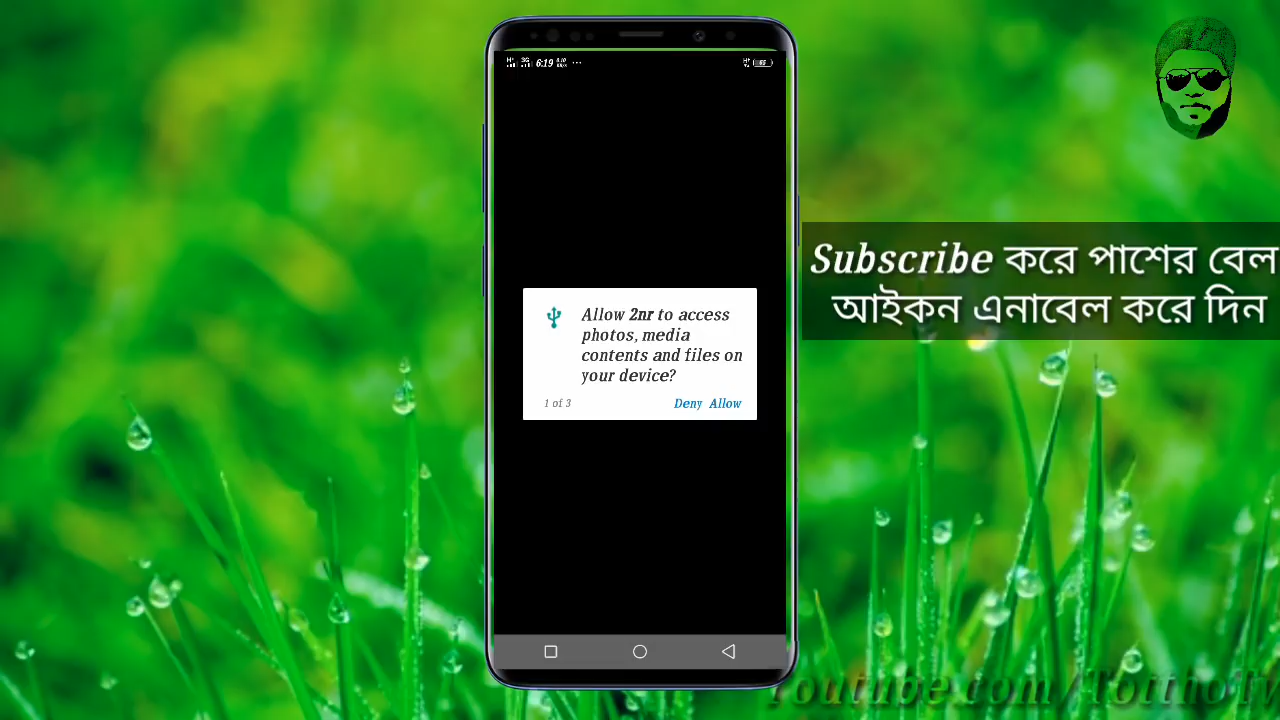 6:19
Subscribe করে পাশের বেল
আইকন এনাবেল করে দিন
Allow 2nr to access
photos, media
contents and files on
your device?
1 of 3
Deny Allow